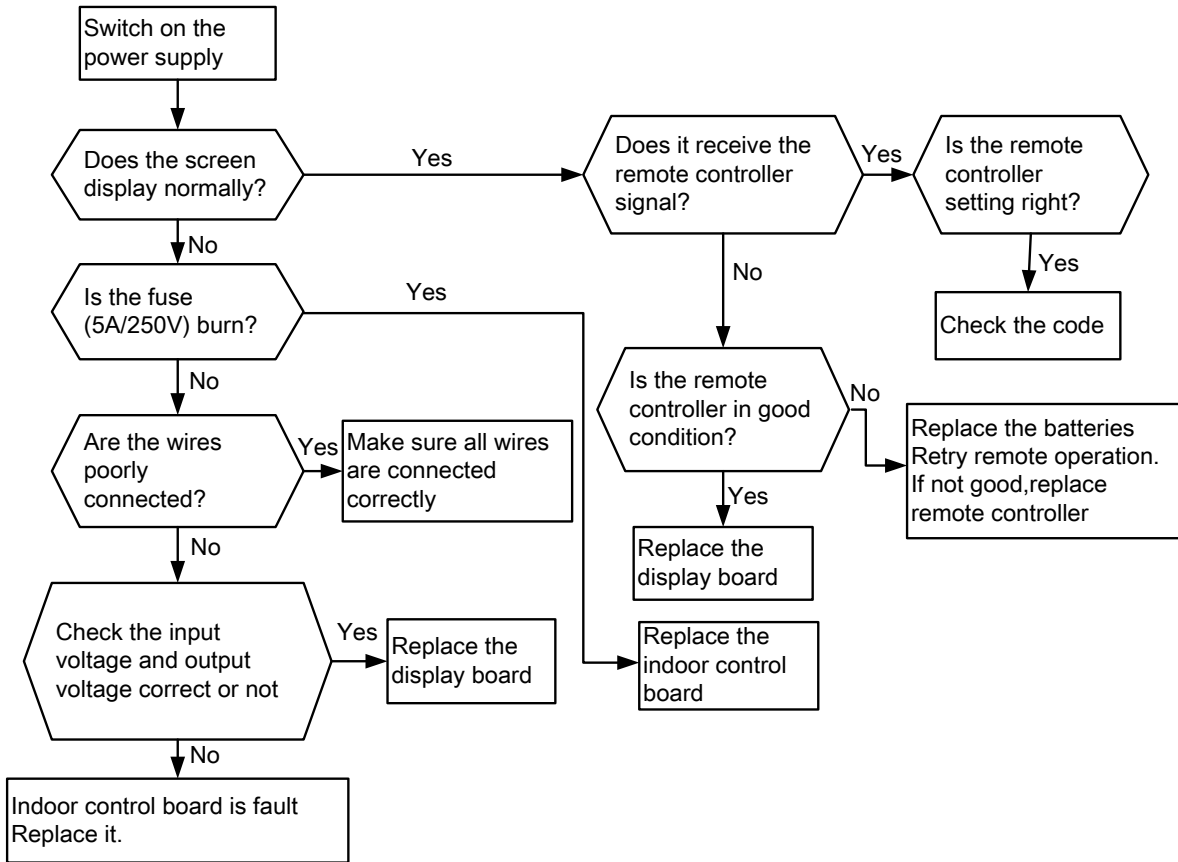 Switch on the
power supply
Does the screen
display normally?
Yes
Does it receive the
remote controller
signal?
Yes
Is the remote
controller
setting right?
No
Is the fuse
(5A/250V) burn?
Yes
No
Yes
Check the code
No
Are the wires
poorly
connected?
Yes
Make sure all wires
are connected
correctly
Is the remote
controller in good
condition?
No
Replace the batteries
Retry remote operation.
If not good,replace
remote controller
Yes
Replace the
display board
No
Check the input
voltage and output
voltage correct or not
Yes
Replace the
display board
Replace the
indoor control
board
No
Indoor control board is fault
Replace it.